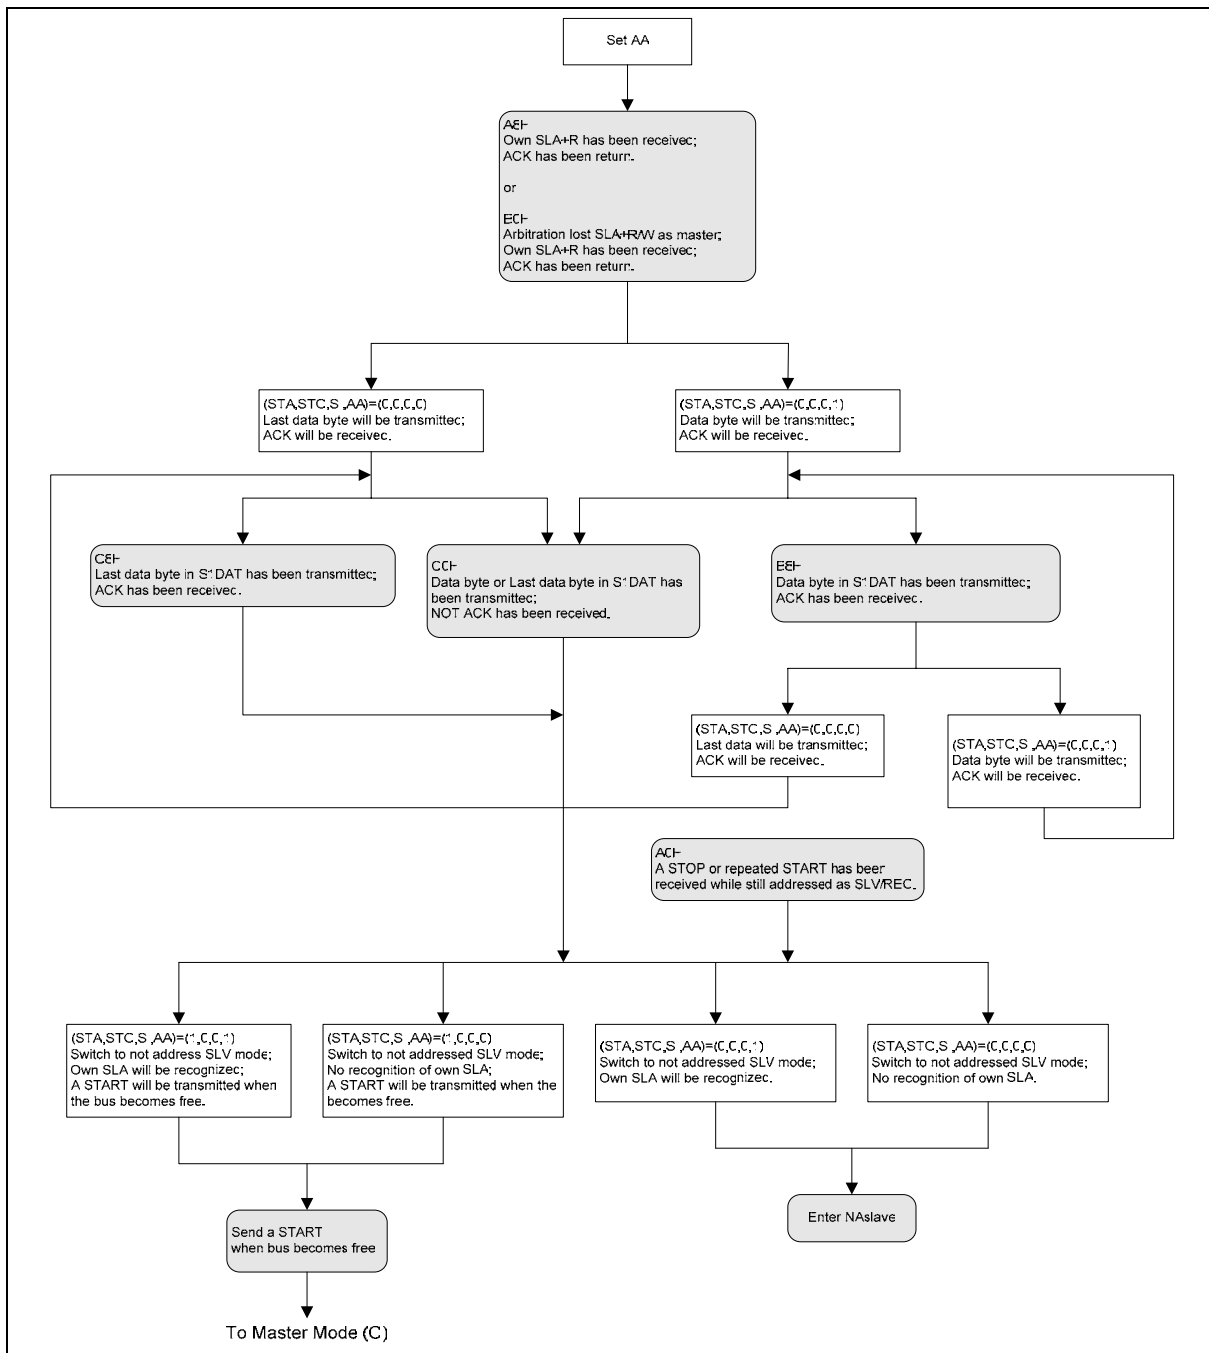 Set AA
A8H
Own SLA+R has been received;
ACK has been return.
or
B0H
Arbitration lost SLA+R/W as master;
Own SLA+R has been received;
ACK has been return.
(STA,STO,SI,AA)=(0,0,0,0)
Last data byte will be transmitted;
ACK will be received.
(STA,STO,SI,AA)=(0,0,0,1)
Data byte will be transmitted;
ACK will be received.
C8H
Last data byte in S1DAT has been transmitted;
ACK has been received.
C0H
Data byte or Last data byte in S1DAT has
been transmitted;
NOT ACK has been received.
B8H
Data byte in S1DAT has been transmitted;
ACK has been received.
(STA,STO,SI,AA)=(0,0,0,0)
Last data will be transmitted;
ACK will be received.
(STA,STO,SI,AA)=(0,0,0,1)
Data byte will be transmitted;
ACK will be received.
A0H
A STOP or repeated START has been
received while still addressed as SLV/REC.
(STA,STO,SI,AA)=(1,0,0,1)
Switch to not address SLV mode;
Own SLA will be recognized;
A START will be transmitted when
the bus becomes free.
(STA,STO,SI,AA)=(1,0,0,0)
Switch to not addressed SLV mode;
No recognition of own SLA;
A START will be transmitted when the
becomes free.
(STA,STO,SI,AA)=(0,0,0,1)
Switch to not addressed SLV mode;
Own SLA will be recognized.
(STA,STO,SI,AA)=(0,0,0,0)
Switch to not addressed SLV mode;
No recognition of own SLA.
Send a START
when bus becomes free
Enter NAslave
To Master Mode (C)